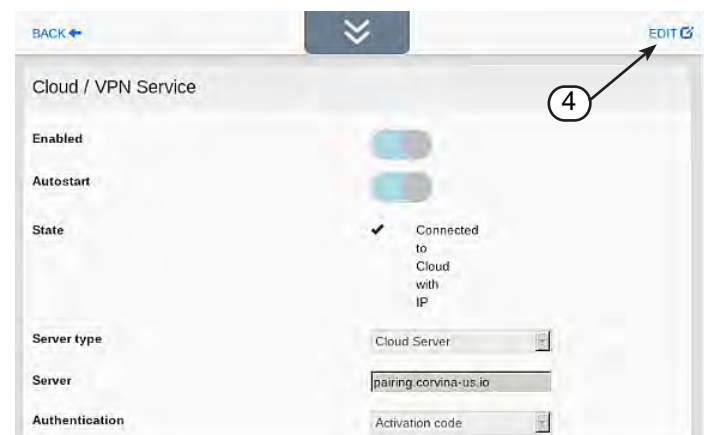 BACK
EDIT
4
Cloud / VPN Service
Enabled
Autostart
State
Connected
to
Cloud
with
IP
Server type
Cloud Server
Server
pairing.corvina-us.io
Authentication
Activation code